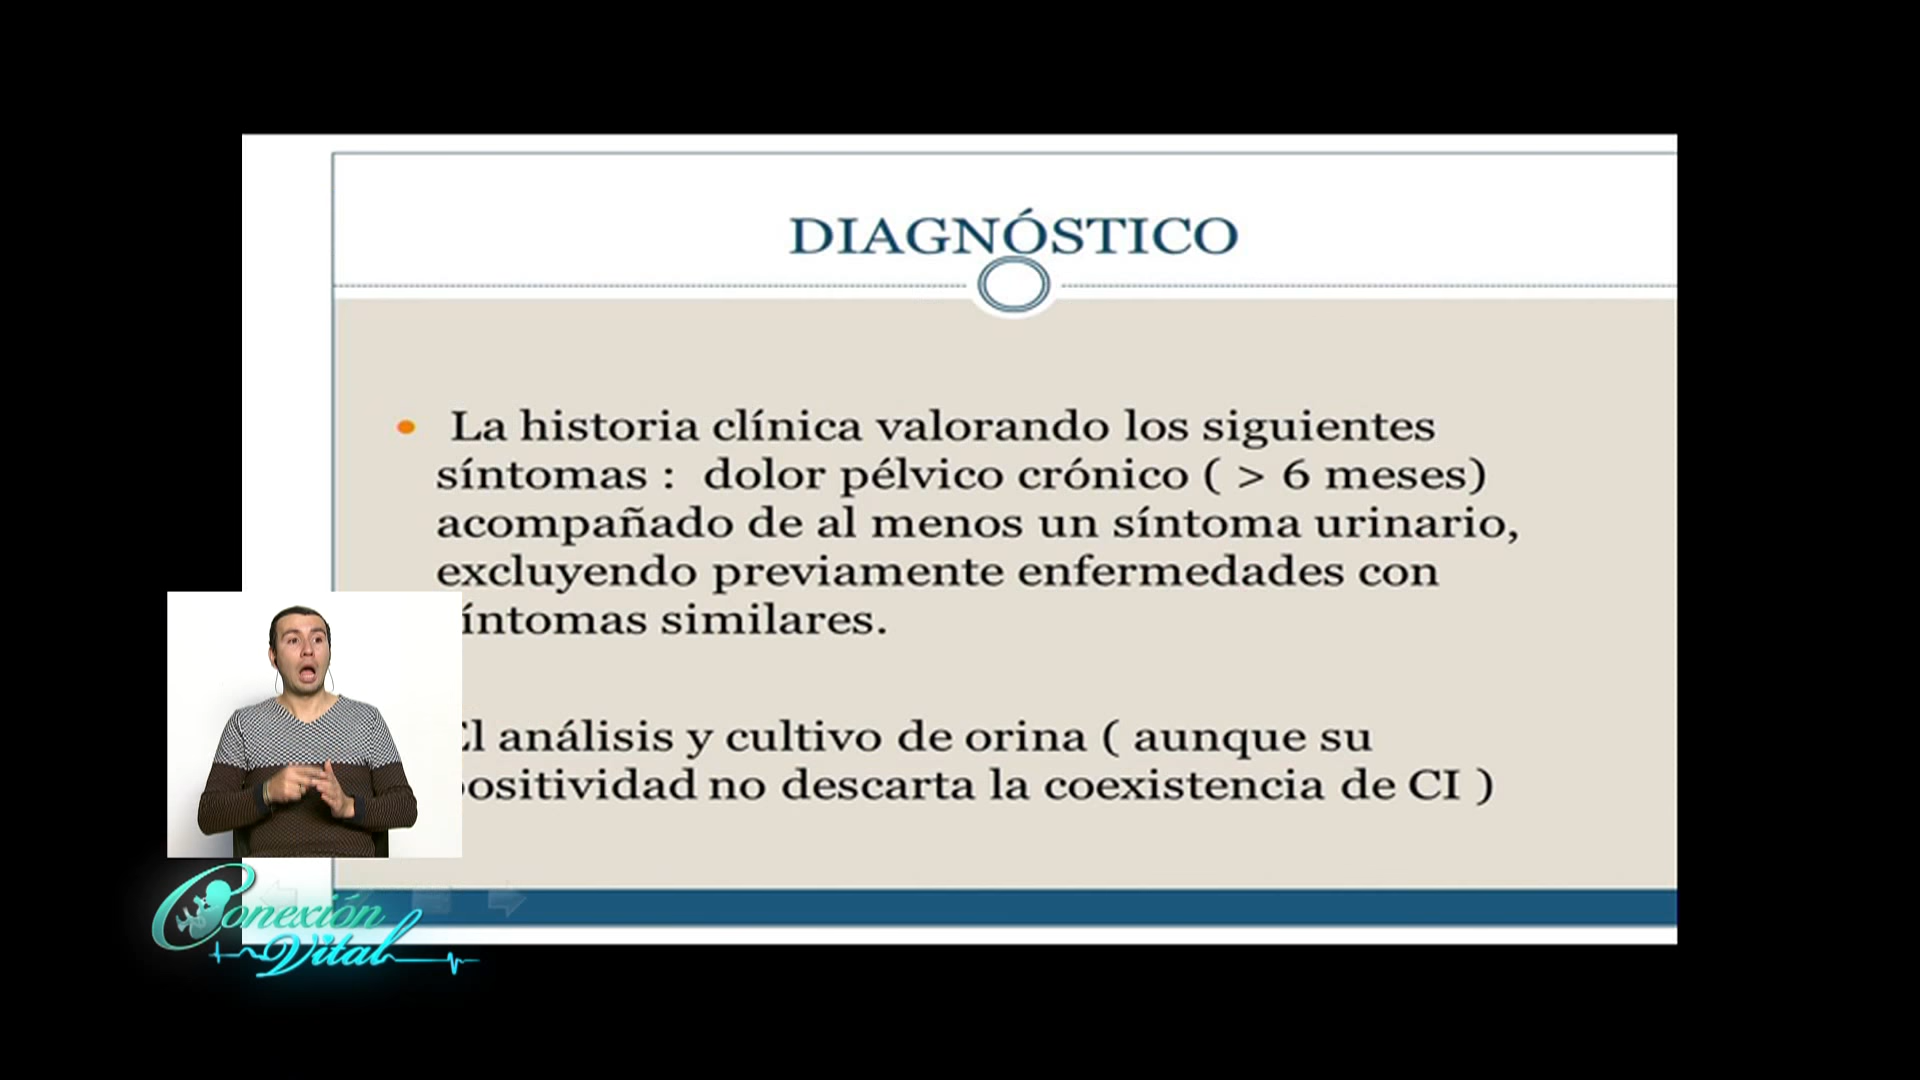 DIAGNÓSTICO
La historia clínica valorando los siguientes
síntomas : dolor pélvico crónico ( > 6 meses)
acompañado de al menos un síntoma urinario,
excluyendo previamente enfermedades con
íntomas similares.
El análisis y cultivo de orina ( aunque su
positividad no descarta la coexistencia de CI )
Conexión
Vital